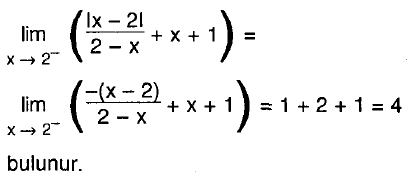 lim x → 2⁻ ( |x − 2| / 2 − x + x + 1 ) =
lim x → 2⁻ ( −(x − 2) / 2 − x + x + 1 ) = 1 + 2 + 1 = 4
bulunur.